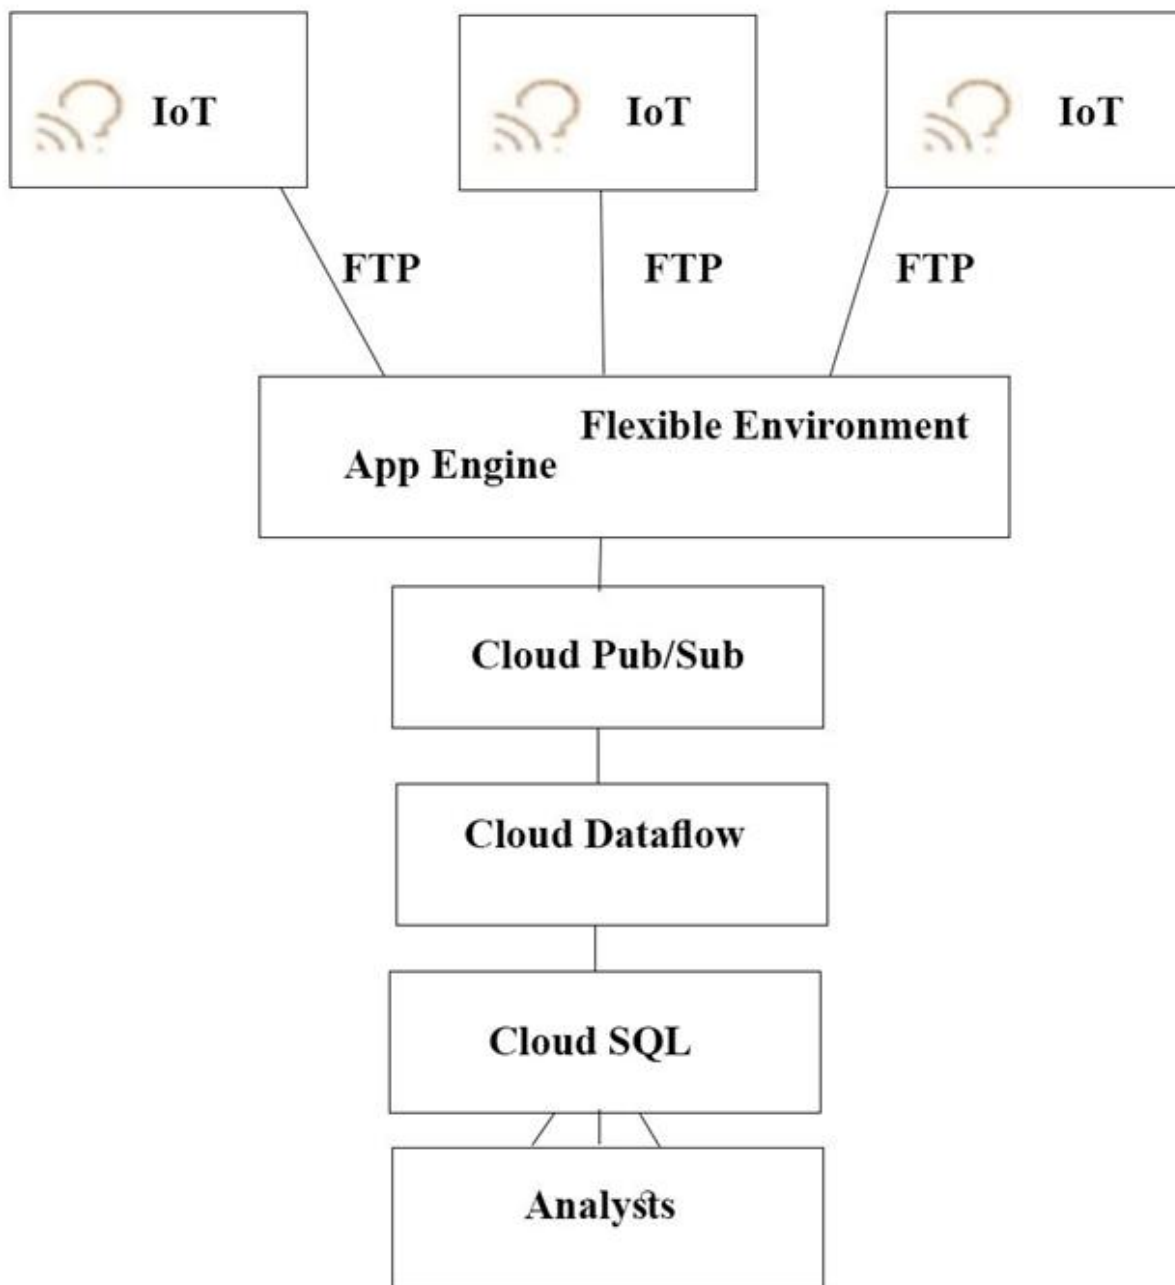 IoT
IoT
IoT
FTP
FTP
FTP
Flexible Environment
App Engine
Cloud Pub/Sub
Cloud Dataflow
Cloud SQL
Analysts